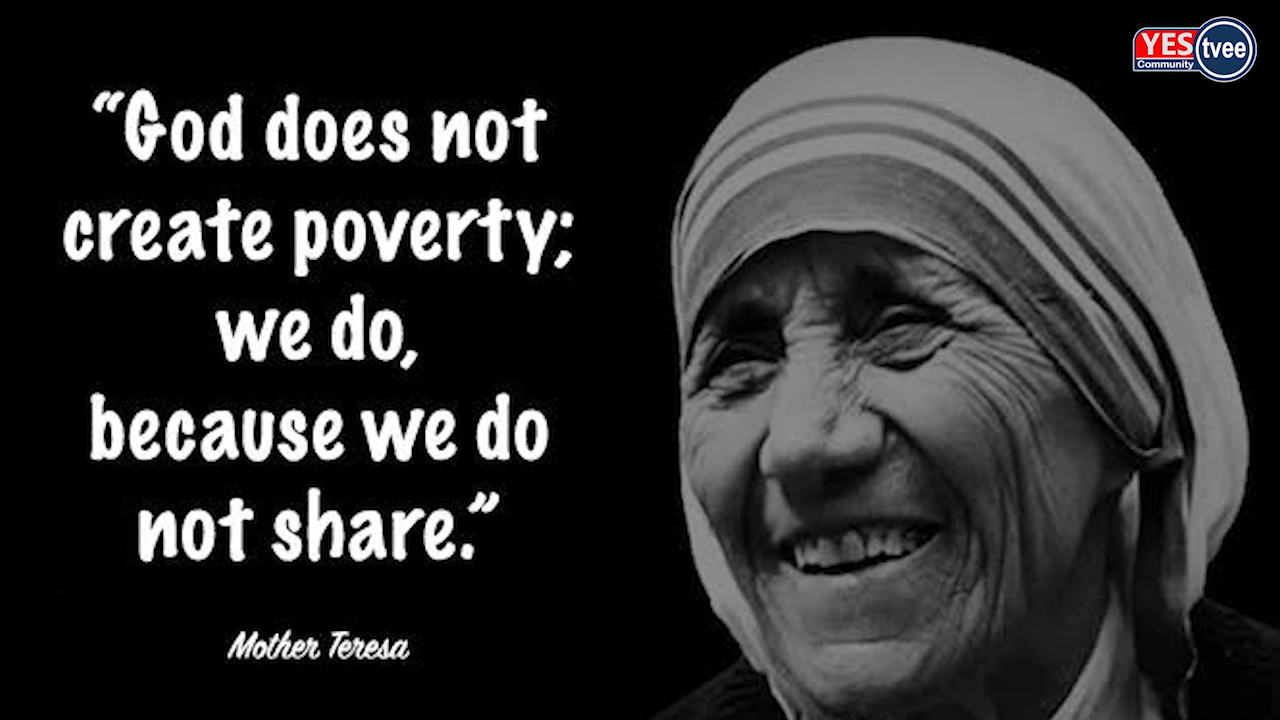 “God does not
create poverty;
we do,
because we do
not share.”
Mother Teresa
YES tvee
Community